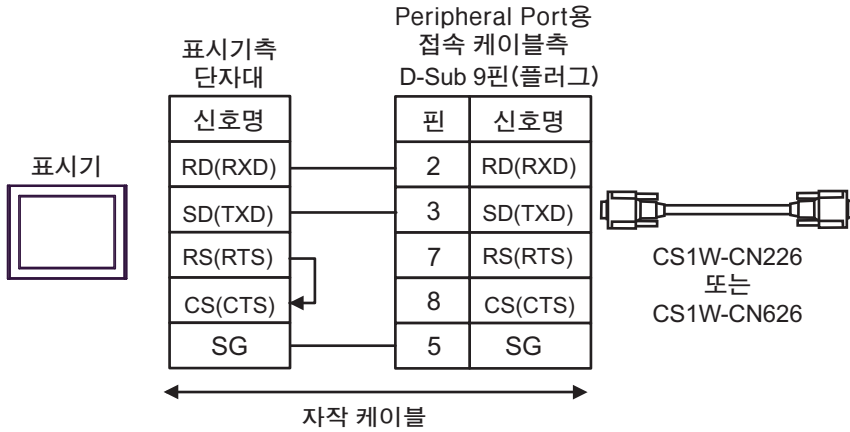 Peripheral Port용
접속 케이블측
D-Sub 9핀(플러그)
표시기측
단자대
표시기
신호명
핀 신호명
RD(RXD) 2 RD(RXD)
SD(TXD) 3 SD(TXD)
RS(RTS) 7 RS(RTS)
CS(CTS) 8 CS(CTS)
SG 5 SG
CS1W-CN226
또는
CS1W-CN626
자작 케이블